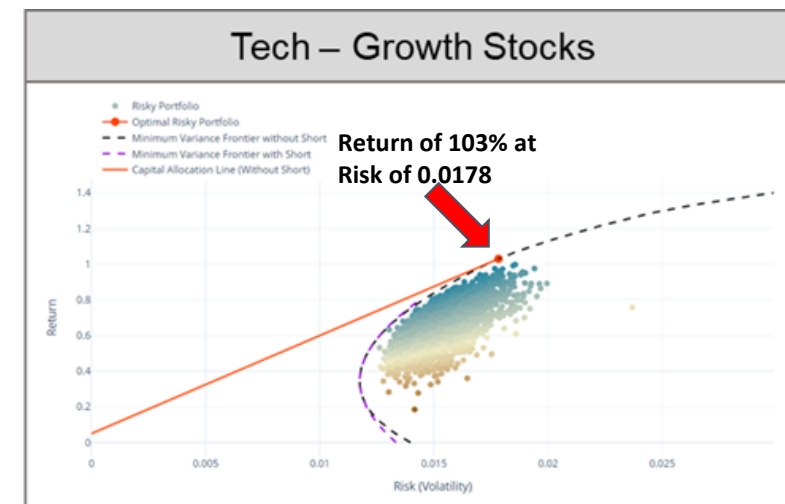 Tech – Growth Stocks
Risky Portfolio
Optimal Risky Portfolio
Minimum Variance Frontier without Short
Minimum Variance Frontier with Short
Capital Allocation Line (Without Short)
Return of 103% at
Risk of 0.0178
1.4
1.2
1
0.8
0.6
0.4
0.2
0
Return
0
0.005
0.01
0.015
0.02
0.025
Risk (Volatility)